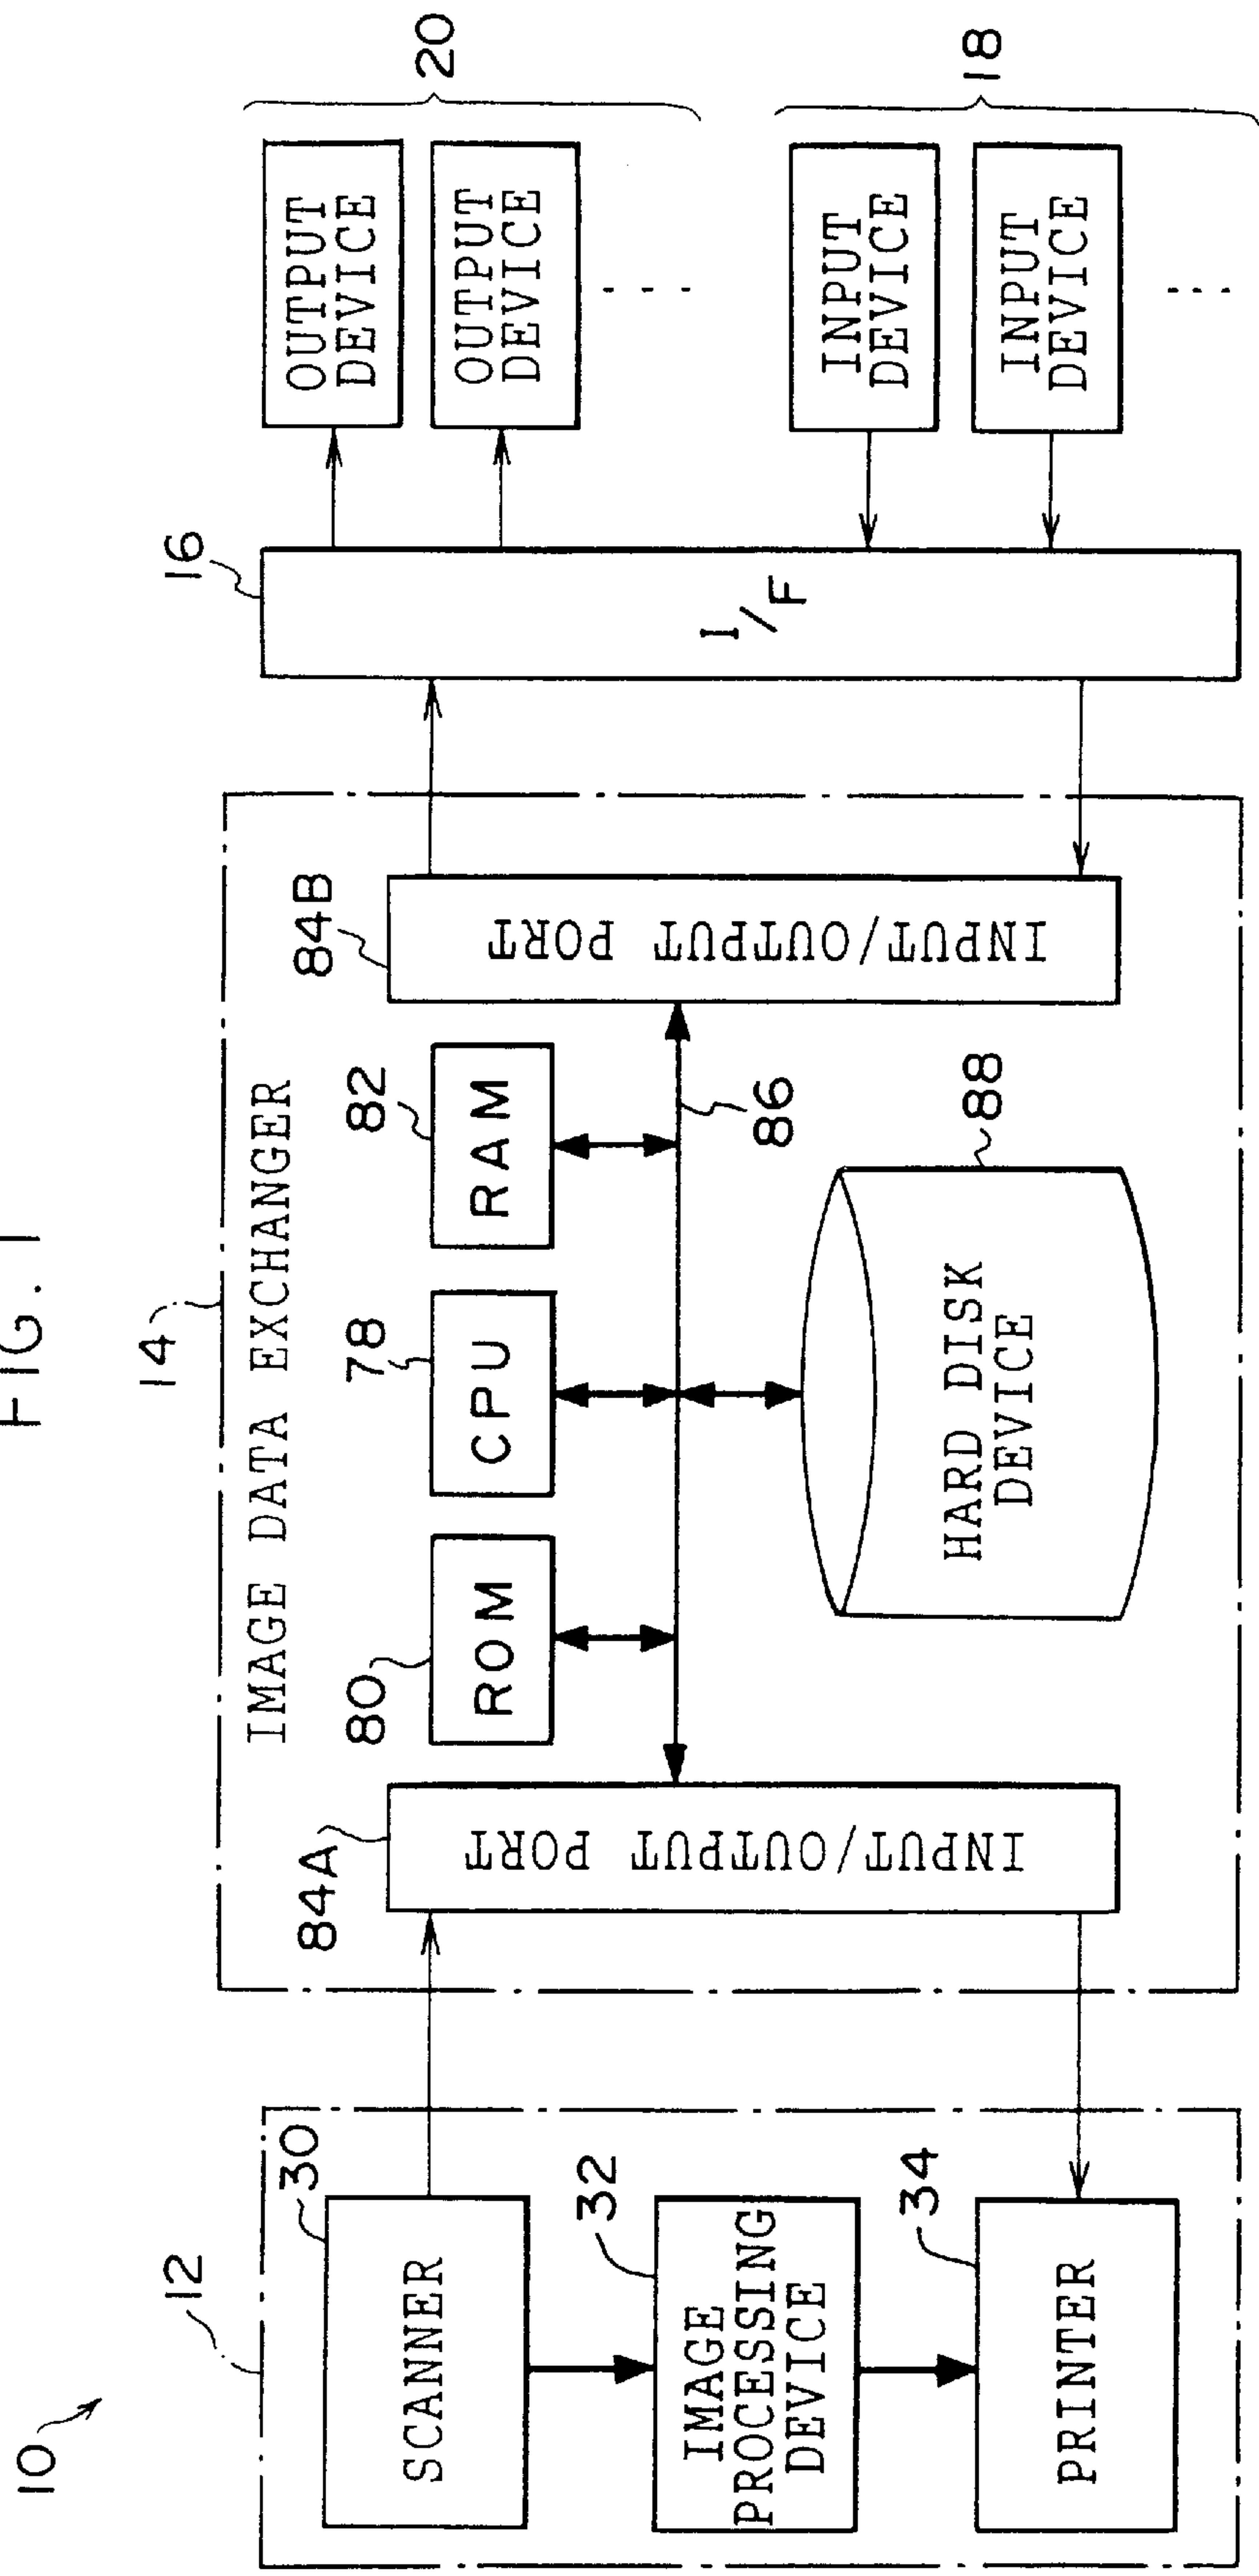 FIG. 1
10
12
30
SCANNER
32
IMAGE
PROCESSING
DEVICE
34
PRINTER
14
IMAGE DATA EXCHANGER
84A
INPUT/OUTPUT PORT
80
ROM
78
CPU
82
RAM
86
88
HARD DISK
DEVICE
84B
INPUT/OUTPUT PORT
16
I/F
OUTPUT
DEVICE
OUTPUT
DEVICE
20
INPUT
DEVICE
INPUT
DEVICE
18